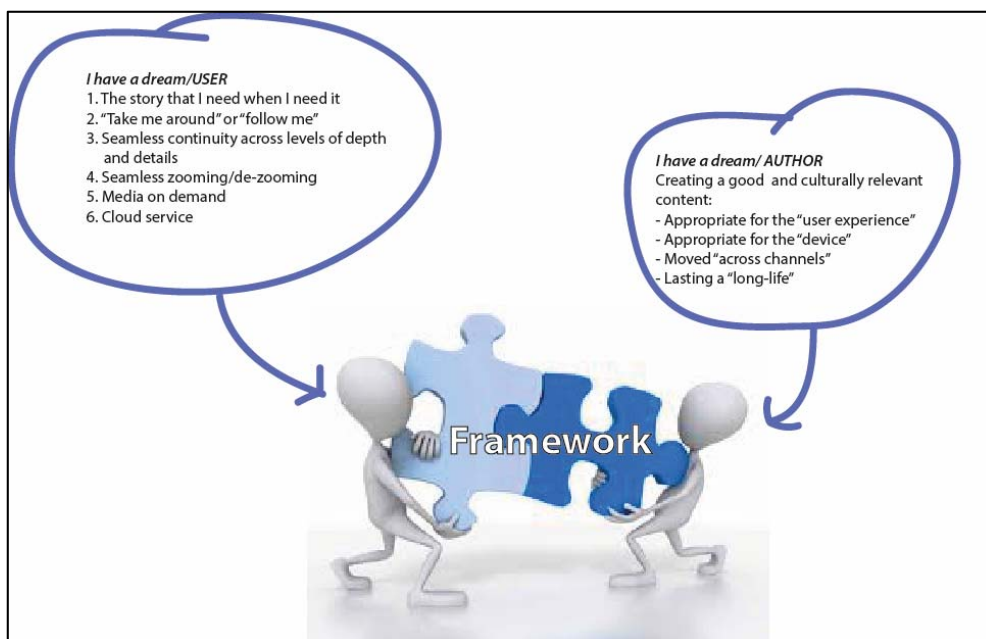 I have a dream/USER
1. The story that I need when I need it
2. “Take me around” or “follow me”
3. Seamless continuity across levels of depth
and details
4. Seamless zooming/de-zooming
5. Media on demand
6. Cloud service
I have a dream/ AUTHOR
Creating a good and culturally relevant
content:
- Appropriate for the “user experience”
- Appropriate for the “device”
- Moved “across channels”
- Lasting a “long-life”
Framework